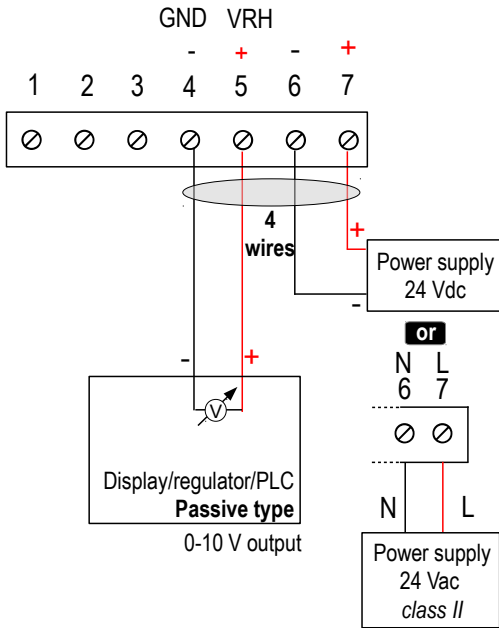 GND VRH
- + - +
1 2 3 4 5 6 7
4
wires
+
Power supply
24 Vdc
-
or
N L
6 7
- +
V
Display/regulator/PLC
Passive type
0-10 V output
N L
Power supply
24 Vac
class II